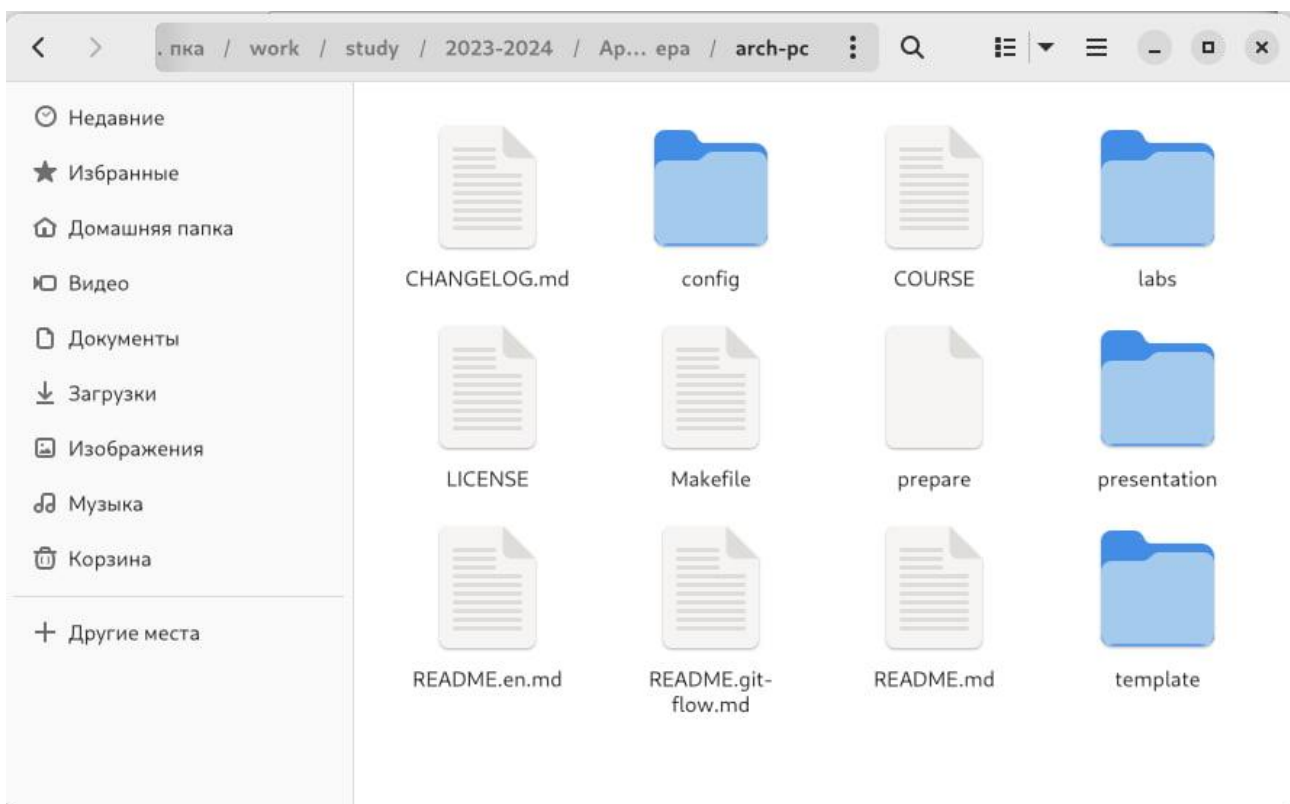 . пка / work / study / 2023-2024 / Ар... ера / arch-pc
Недавние
Избранные
Домашняя папка
Видео
Документы
Загрузки
Изображения
Музыка
Корзина
Другие места
CHANGELOG.md config COURSE labs
LICENSE Makefile prepare presentation
README.en.md README.git- README.md template
flow.md